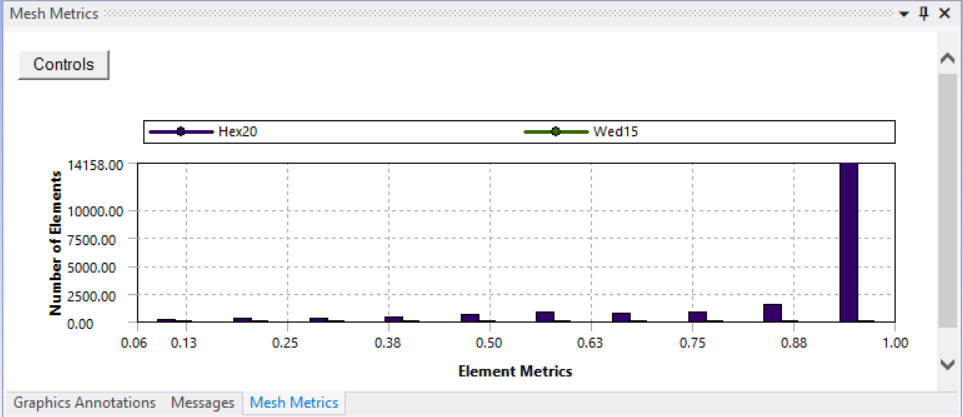 Mesh Metrics
Controls
Hex20 Wed15
Number of Elements
14158.00
10000.00
7500.00
5000.00
2500.00
0.00
0.06 0.13 0.25 0.38 0.50 0.63 0.75 0.88 1.00
Element Metrics
Graphics Annotations Messages Mesh Metrics